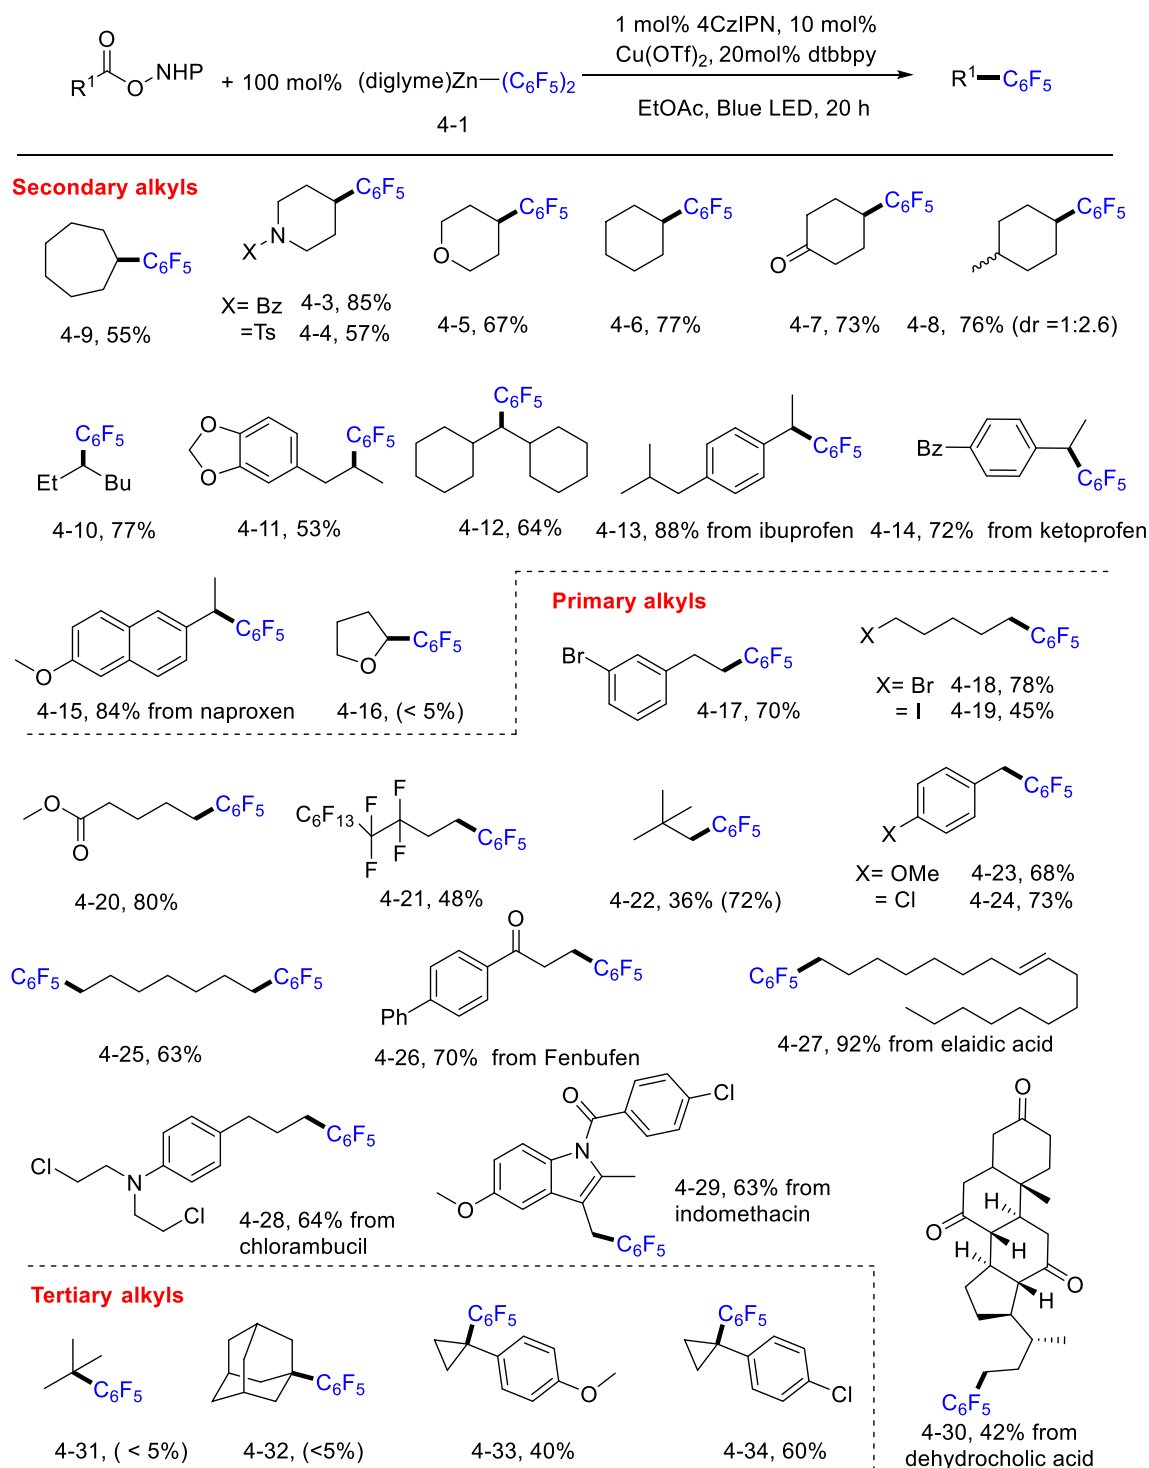 1 mol% 4CzIPN, 10 mol%
Cu(OTf)2, 20mol% dtbbpy
EtOAc, Blue LED, 20 h
R1 O O NHP + 100 mol% (diglyme)Zn (C6F5)2 R1 C6F5
4-1
Secondary alkyls
C6F5 C6F5 C6F5 C6F5 C6F5 C6F5
X N O O
X= Bz 4-3, 85%
=Ts 4-4, 57%
4-9, 55% 4-5, 67% 4-6, 77% 4-7, 73% 4-8, 76% (dr =1:2.6)
C6F5 Et Bu O O C6F5 C6F5 C6F5 Bz C6F5
4-10, 77% 4-11, 53% 4-12, 64% 4-13, 88% from ibuprofen 4-14, 72% from ketoprofen
O C6F5 O C6F5
4-15, 84% from naproxen 4-16, (< 5%)
Primary alkyls
Br C6F5 X C6F5
4-17, 70%
X= Br 4-18, 78%
= I 4-19, 45%
O O C6F5 C6F13 F F F F C6F5 C6F5 X C6F5
4-20, 80% 4-21, 48% 4-22, 36% (72%)
X= OMe 4-23, 68%
= Cl 4-24, 73%
C6F5 C6F5 O Ph C6F5 C6F5
4-25, 63% 4-26, 70% from Fenbufen 4-27, 92% from elaidic acid
Cl N Cl C6F5
4-28, 64% from
chlorambucil
O Cl N O C6F5
4-29, 63% from
indomethacin
O O H H H H O C6F5
4-30, 42% from
dehydrocholic acid
Tertiary alkyls
C6F5 C6F5 C6F5 O C6F5 Cl
4-31, ( < 5%) 4-32, (<5%) 4-33, 40% 4-34, 60%